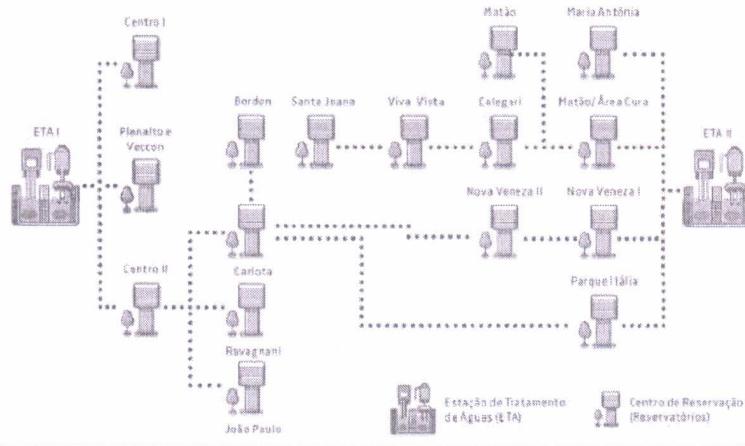 Centro I
Matão
Maria Antônia
Bordon
Santa Joana
Viva Vista
Calegari
Matão/Área Cura
ETA I
ETA II
Planalto e
Veccon
Nova Veneza II
Nova Veneza I
Centro II
Carlota
Parque Itália
Ravagnani
João Paulo
Estação de Tratamento
de Águas (ETA)
Centro de Reservação
(Reservatórios)